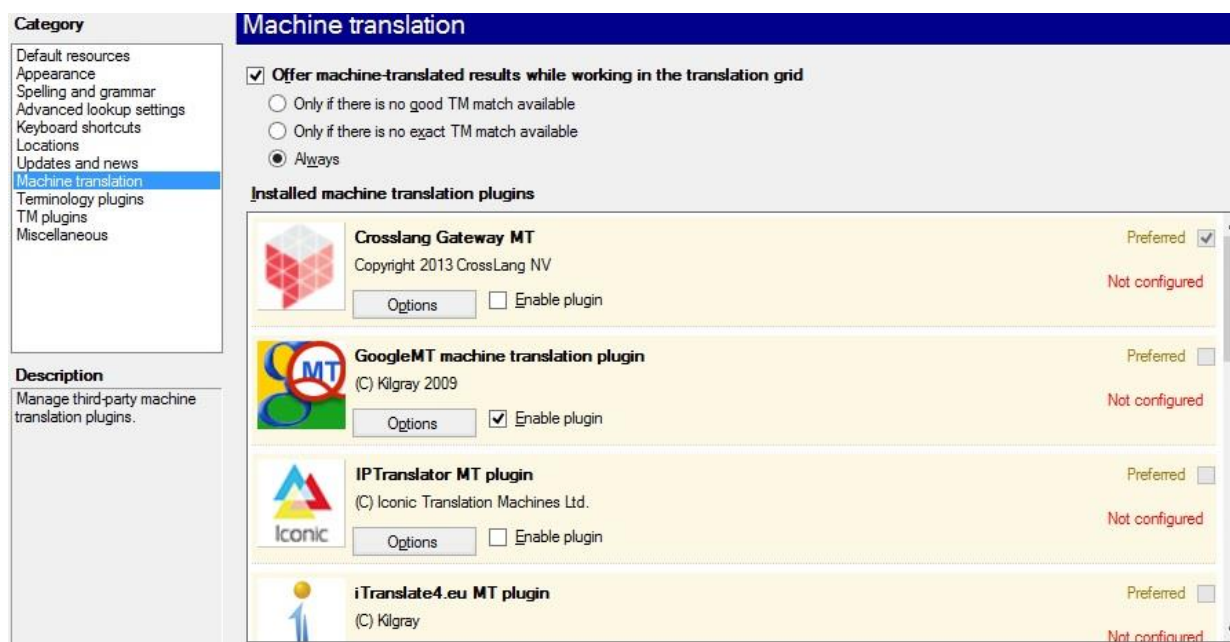 Category
Default resources
Appearance
Spelling and grammar
Advanced lookup settings
Keyboard shortcuts
Locations
Updates and news
Machine translation
Terminology plugins
TM plugins
Miscellaneous
Description
Manage third-party machine
translation plugins.
Machine translation
Offer machine-translated results while working in the translation grid
Only if there is no good TM match available
Only if there is no exact TM match available
Always
Installed machine translation plugins
Crosslang Gateway MT
Preferred
Copyright 2013 CrossLang NV
Not configured
Options
Enable plugin
MT
GoogleMT machine translation plugin
Preferred
(C) Kilgray 2009
Not configured
Options
Enable plugin
Iconic
IPTranslator MT plugin
Preferred
(C) Iconic Translation Machines Ltd.
Not configured
Options
Enable plugin
iTranslate4.eu MT plugin
Preferred
(C) Kilgray
Not configured